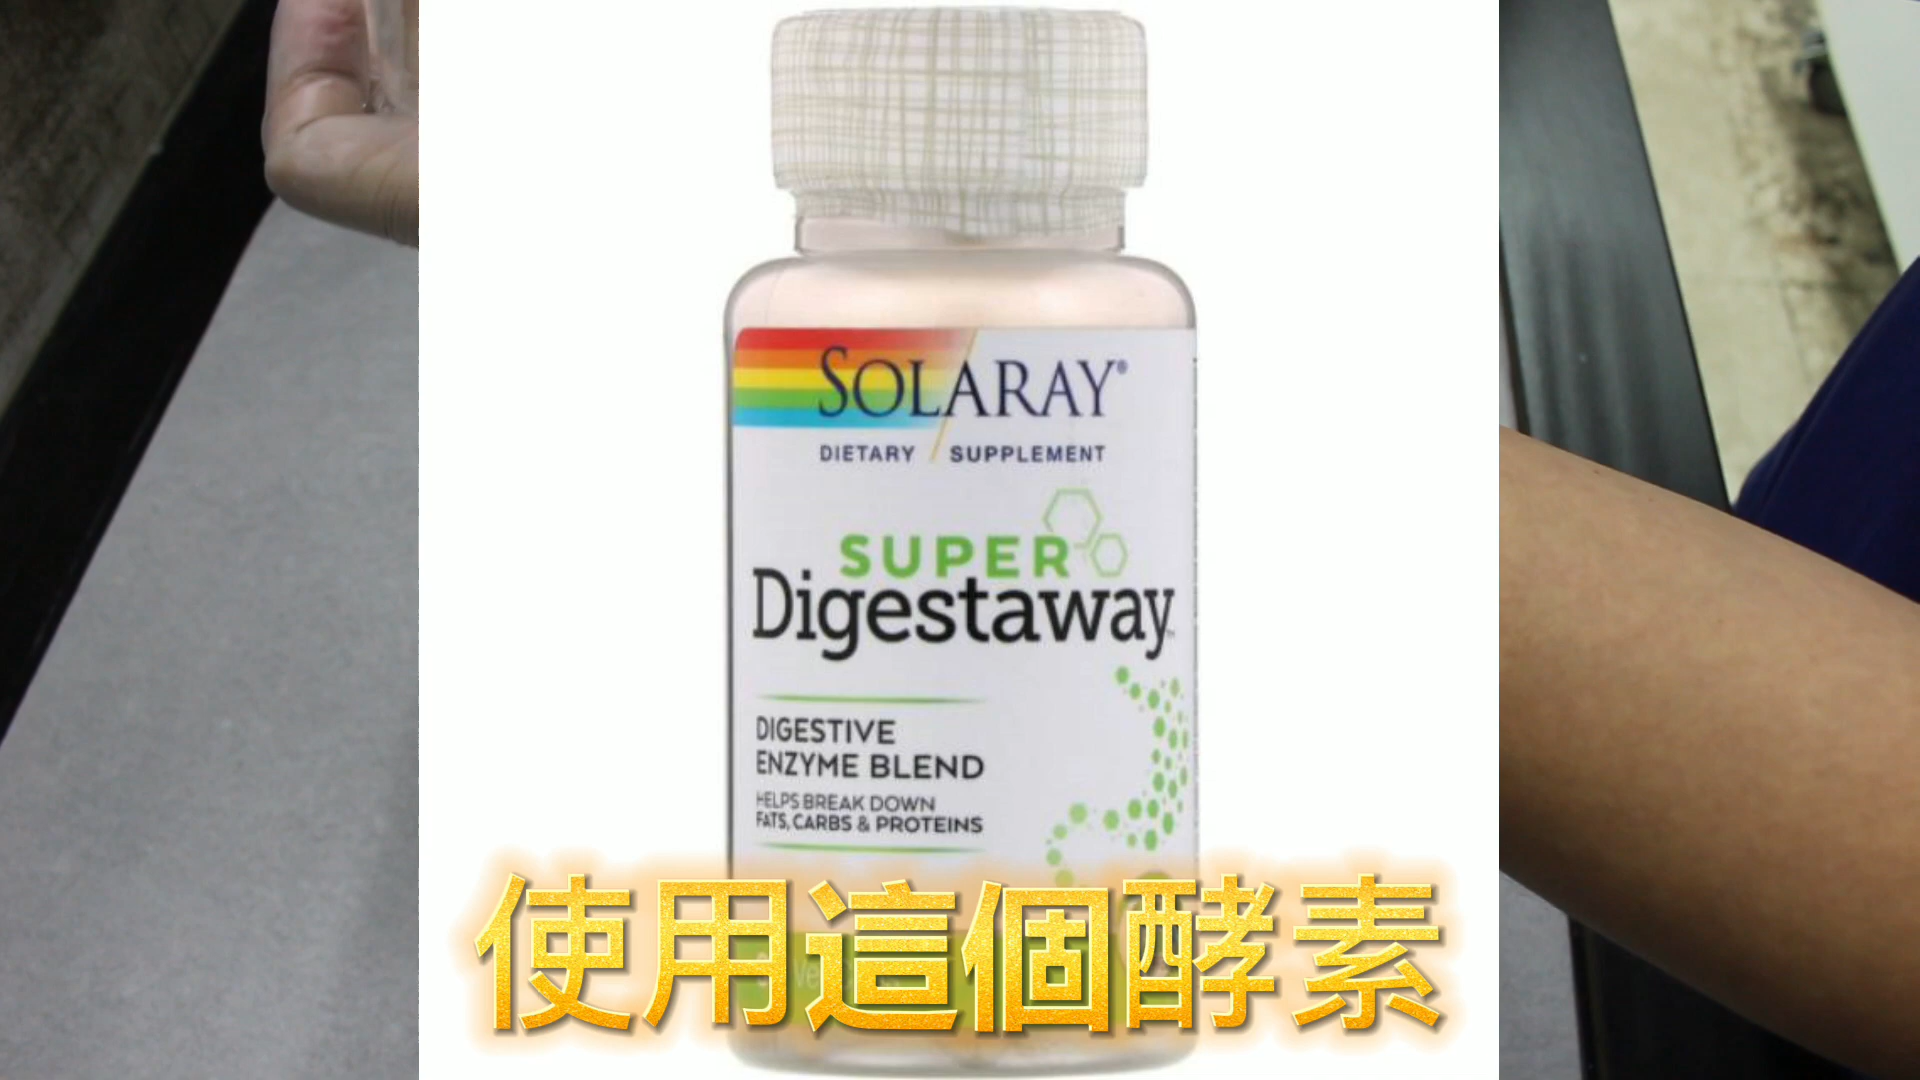 SOLARAY®
DIETARY SUPPLEMENT
SUPER
Digestaway™
DIGESTIVE
ENZYME BLEND
HELPS BREAK DOWN
FATS, CARBS & PROTEINS
使用這個酵素